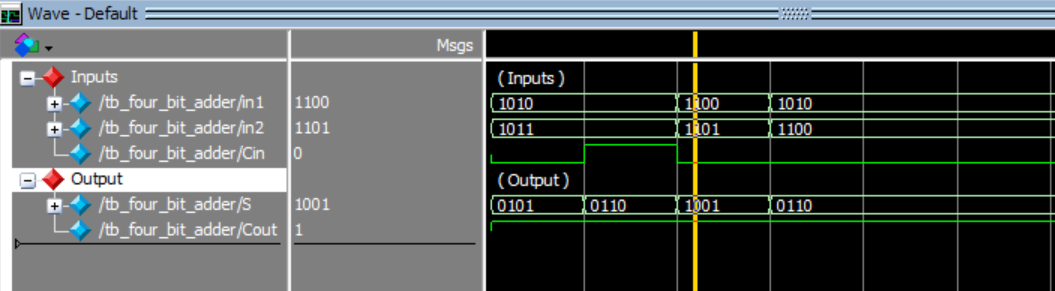 Wave - Default
Msgs
Inputs (Inputs)
/tb_four_bit_adder/in1 1100 1010 1100 1010
/tb_four_bit_adder/in2 1101 1011 1101 1100
/tb_four_bit_adder/Cin 0
Output (Output)
/tb_four_bit_adder/S 1001 0101 0110 1001 0110
/tb_four_bit_adder/Cout 1